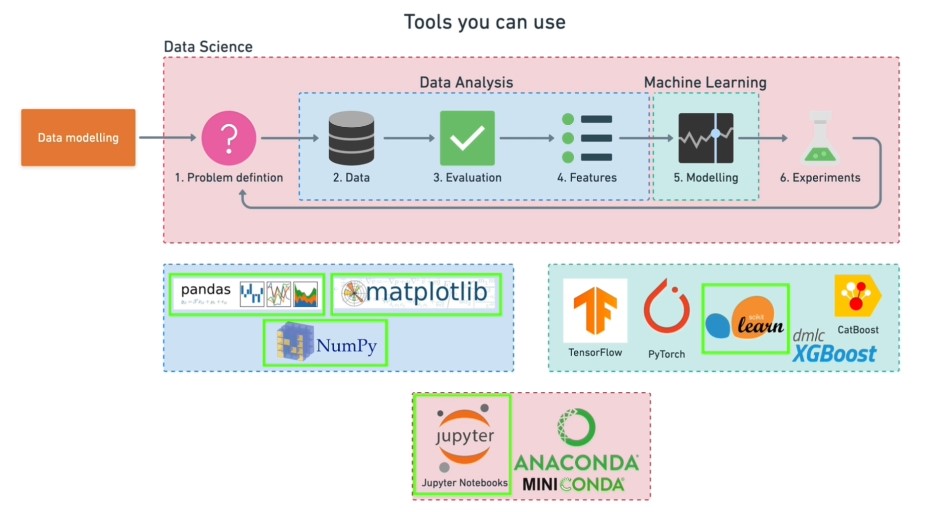 Tools you can use
Data Science
Data Analysis
Machine Learning
Data modelling
?
1. Problem defintion
2. Data
3. Evaluation
4. Features
5. Modelling
6. Experiments
pandas
matplotlib
NumPy
TensorFlow
PyTorch
scikit
learn
dmlc
XGBoost
CatBoost
jupyter
Jupyter Notebooks
ANACONDA
MINICONDA